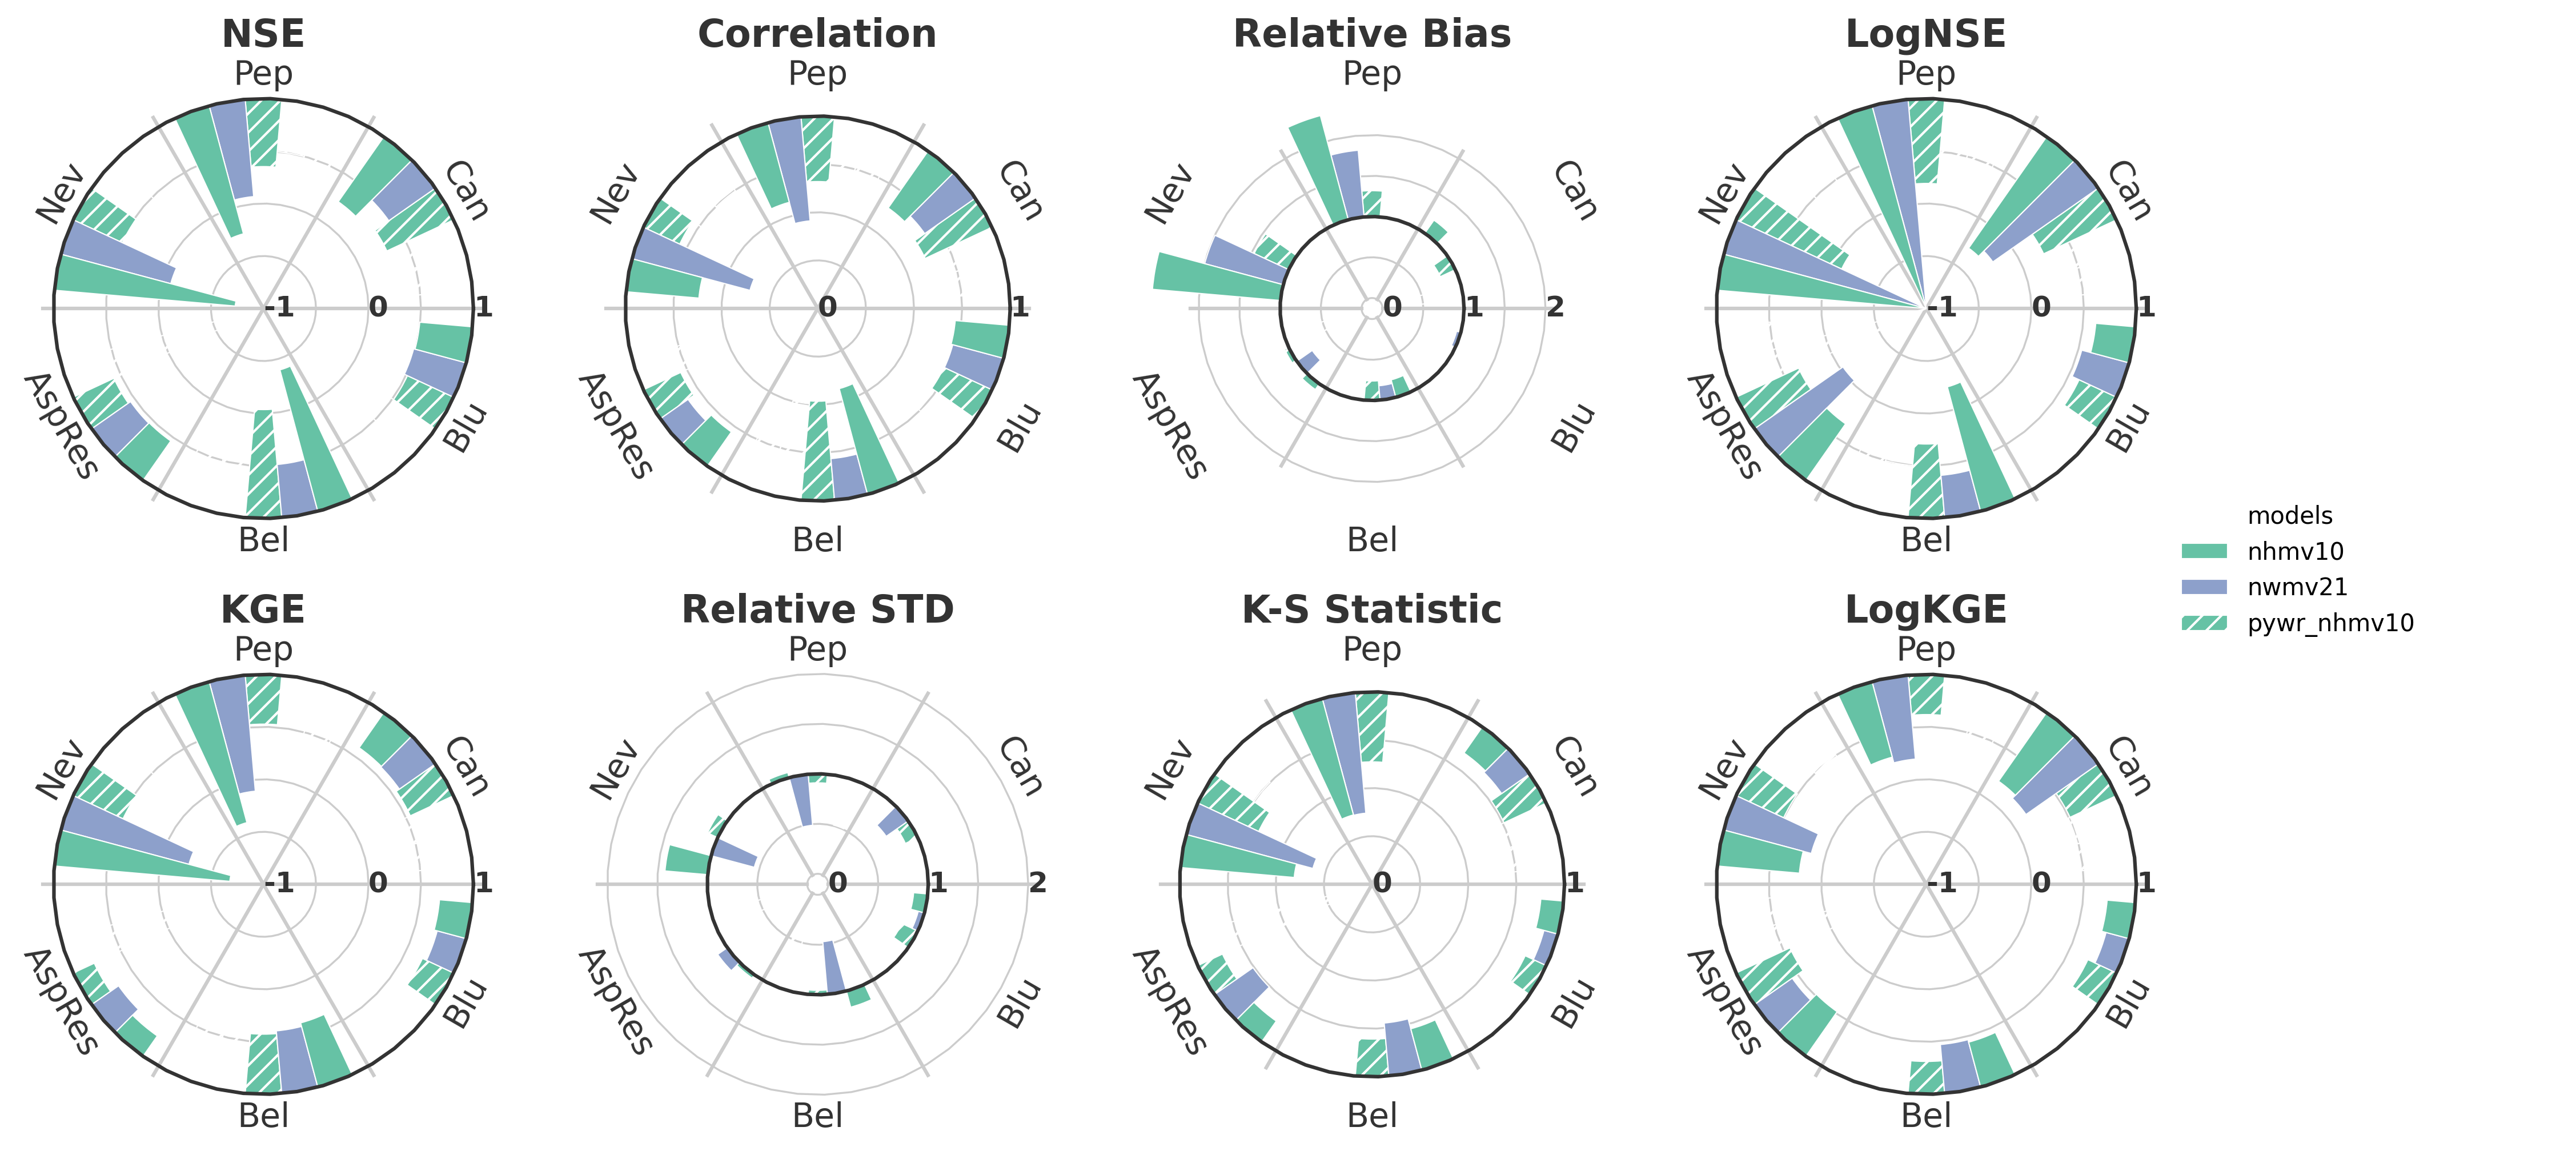 NSE
Pep
Can
Nev
-1
0
1
AspRes
Blu
Bel
Correlation
Pep
Can
Nev
0
1
AspRes
Blu
Bel
Relative Bias
Pep
Can
Nev
0
1
2
AspRes
Blu
Bel
LogNSE
Pep
Can
Nev
-1
0
1
AspRes
Blu
Bel
models
nhmv10
nwmv21
pywr_nhmv10
KGE
Pep
Can
Nev
-1
0
1
AspRes
Blu
Bel
Relative STD
Pep
Can
Nev
0
1
2
AspRes
Blu
Bel
K-S Statistic
Pep
Can
Nev
0
1
AspRes
Blu
Bel
LogKGE
Pep
Can
Nev
-1
0
1
AspRes
Blu
Bel